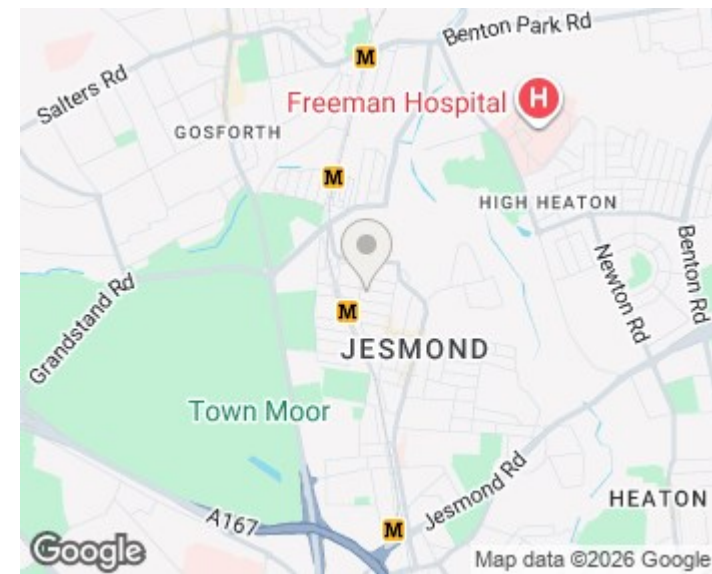 Benton Park Rd
M
Salters Rd
Freeman Hospital
H
GOSFORTH
M
HIGH HEATON
Benton Rd
Newton Rd
Grandstand Rd
M
JESMOND
Town Moor
Jesmond Rd
HEATON
A167
M
Google
Map data ©2026 Google